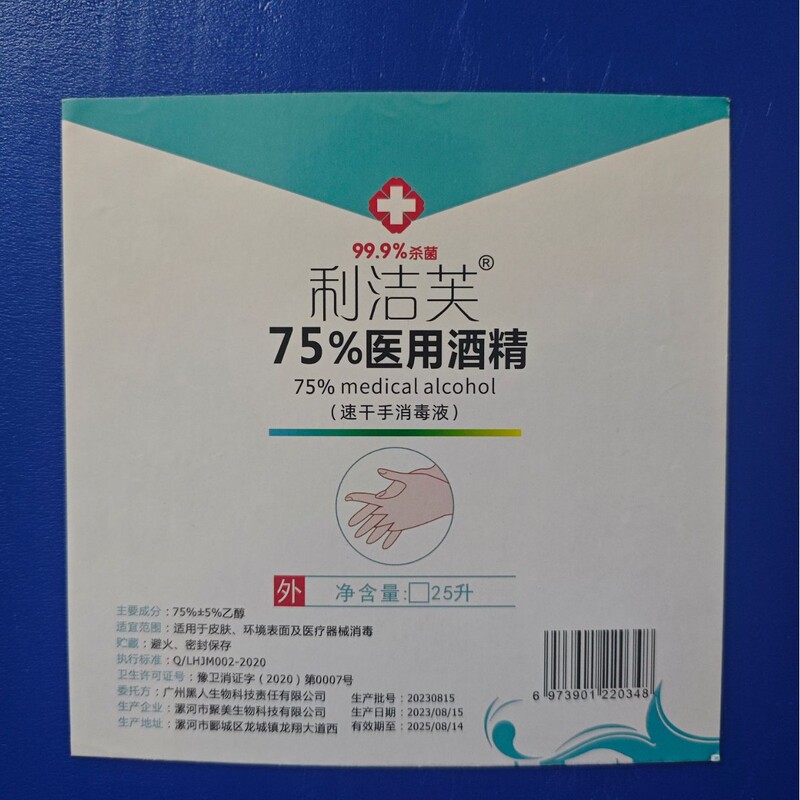 99.9%杀菌
利洁芙®
75%医用酒精
75% medical alcohol
（速干手消毒液）
外 净含量:□25升
主要成分：75%±5%乙醇
适宜范围：适用于皮肤、环境表面及医疗器械消毒
贮藏：避火、密封保存
执行标准：Q/LHJM002-2020
卫生许可证号：豫卫消证字（2020）第0007号
委托方：广州黑人生物科技责任有限公司 生产批号：20230815
生产企业：漯河市聚美生物科技有限公司 生产日期：2023/08/15
生产地址：漯河市郾城区龙城镇龙翔大道西 有效期至：2025/08/14
6 973901 220348